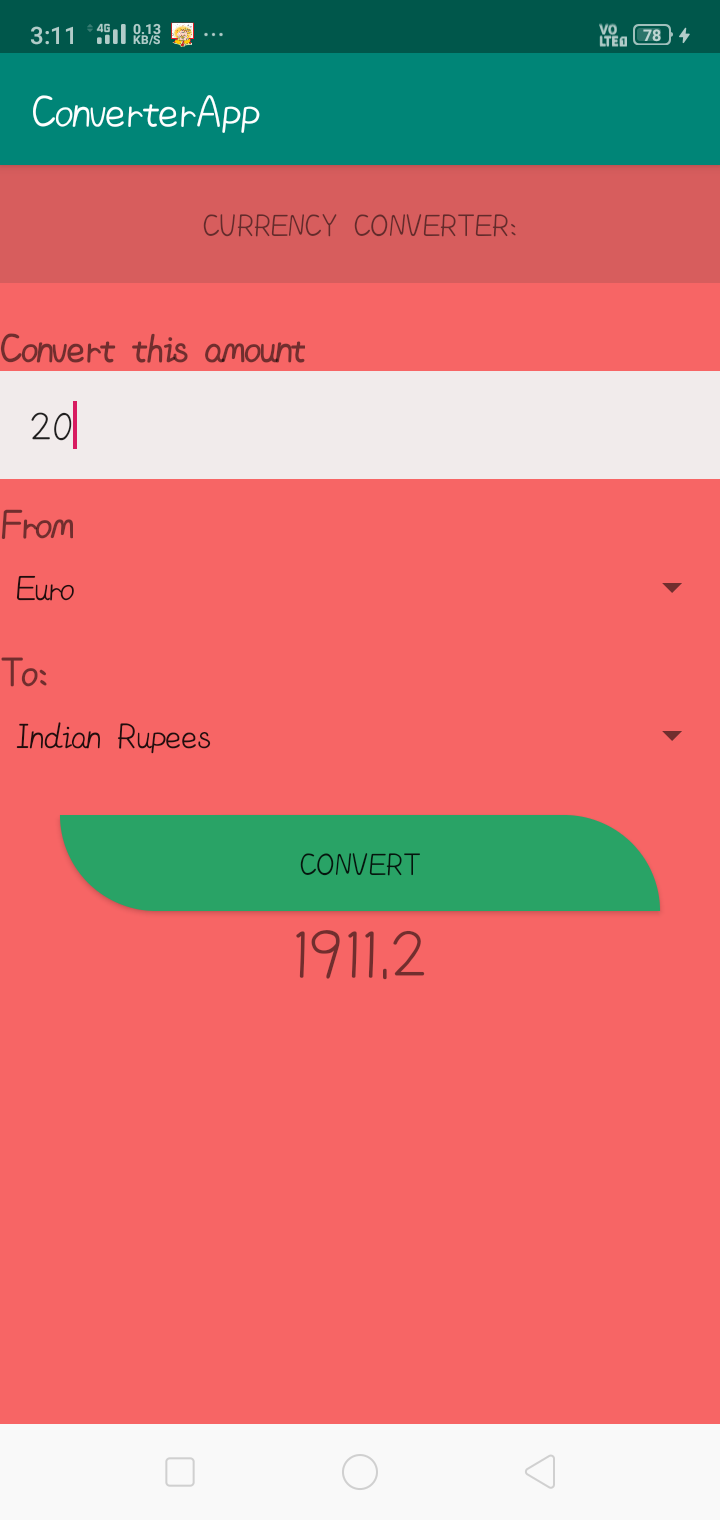 3:11 4G 0.13 KB/S ... VO LTE1 78
ConverterApp
CURRENCY CONVERTER:
Convert this amount
20
From
Euro
To:
Indian Rupees
CONVERT
1911.2